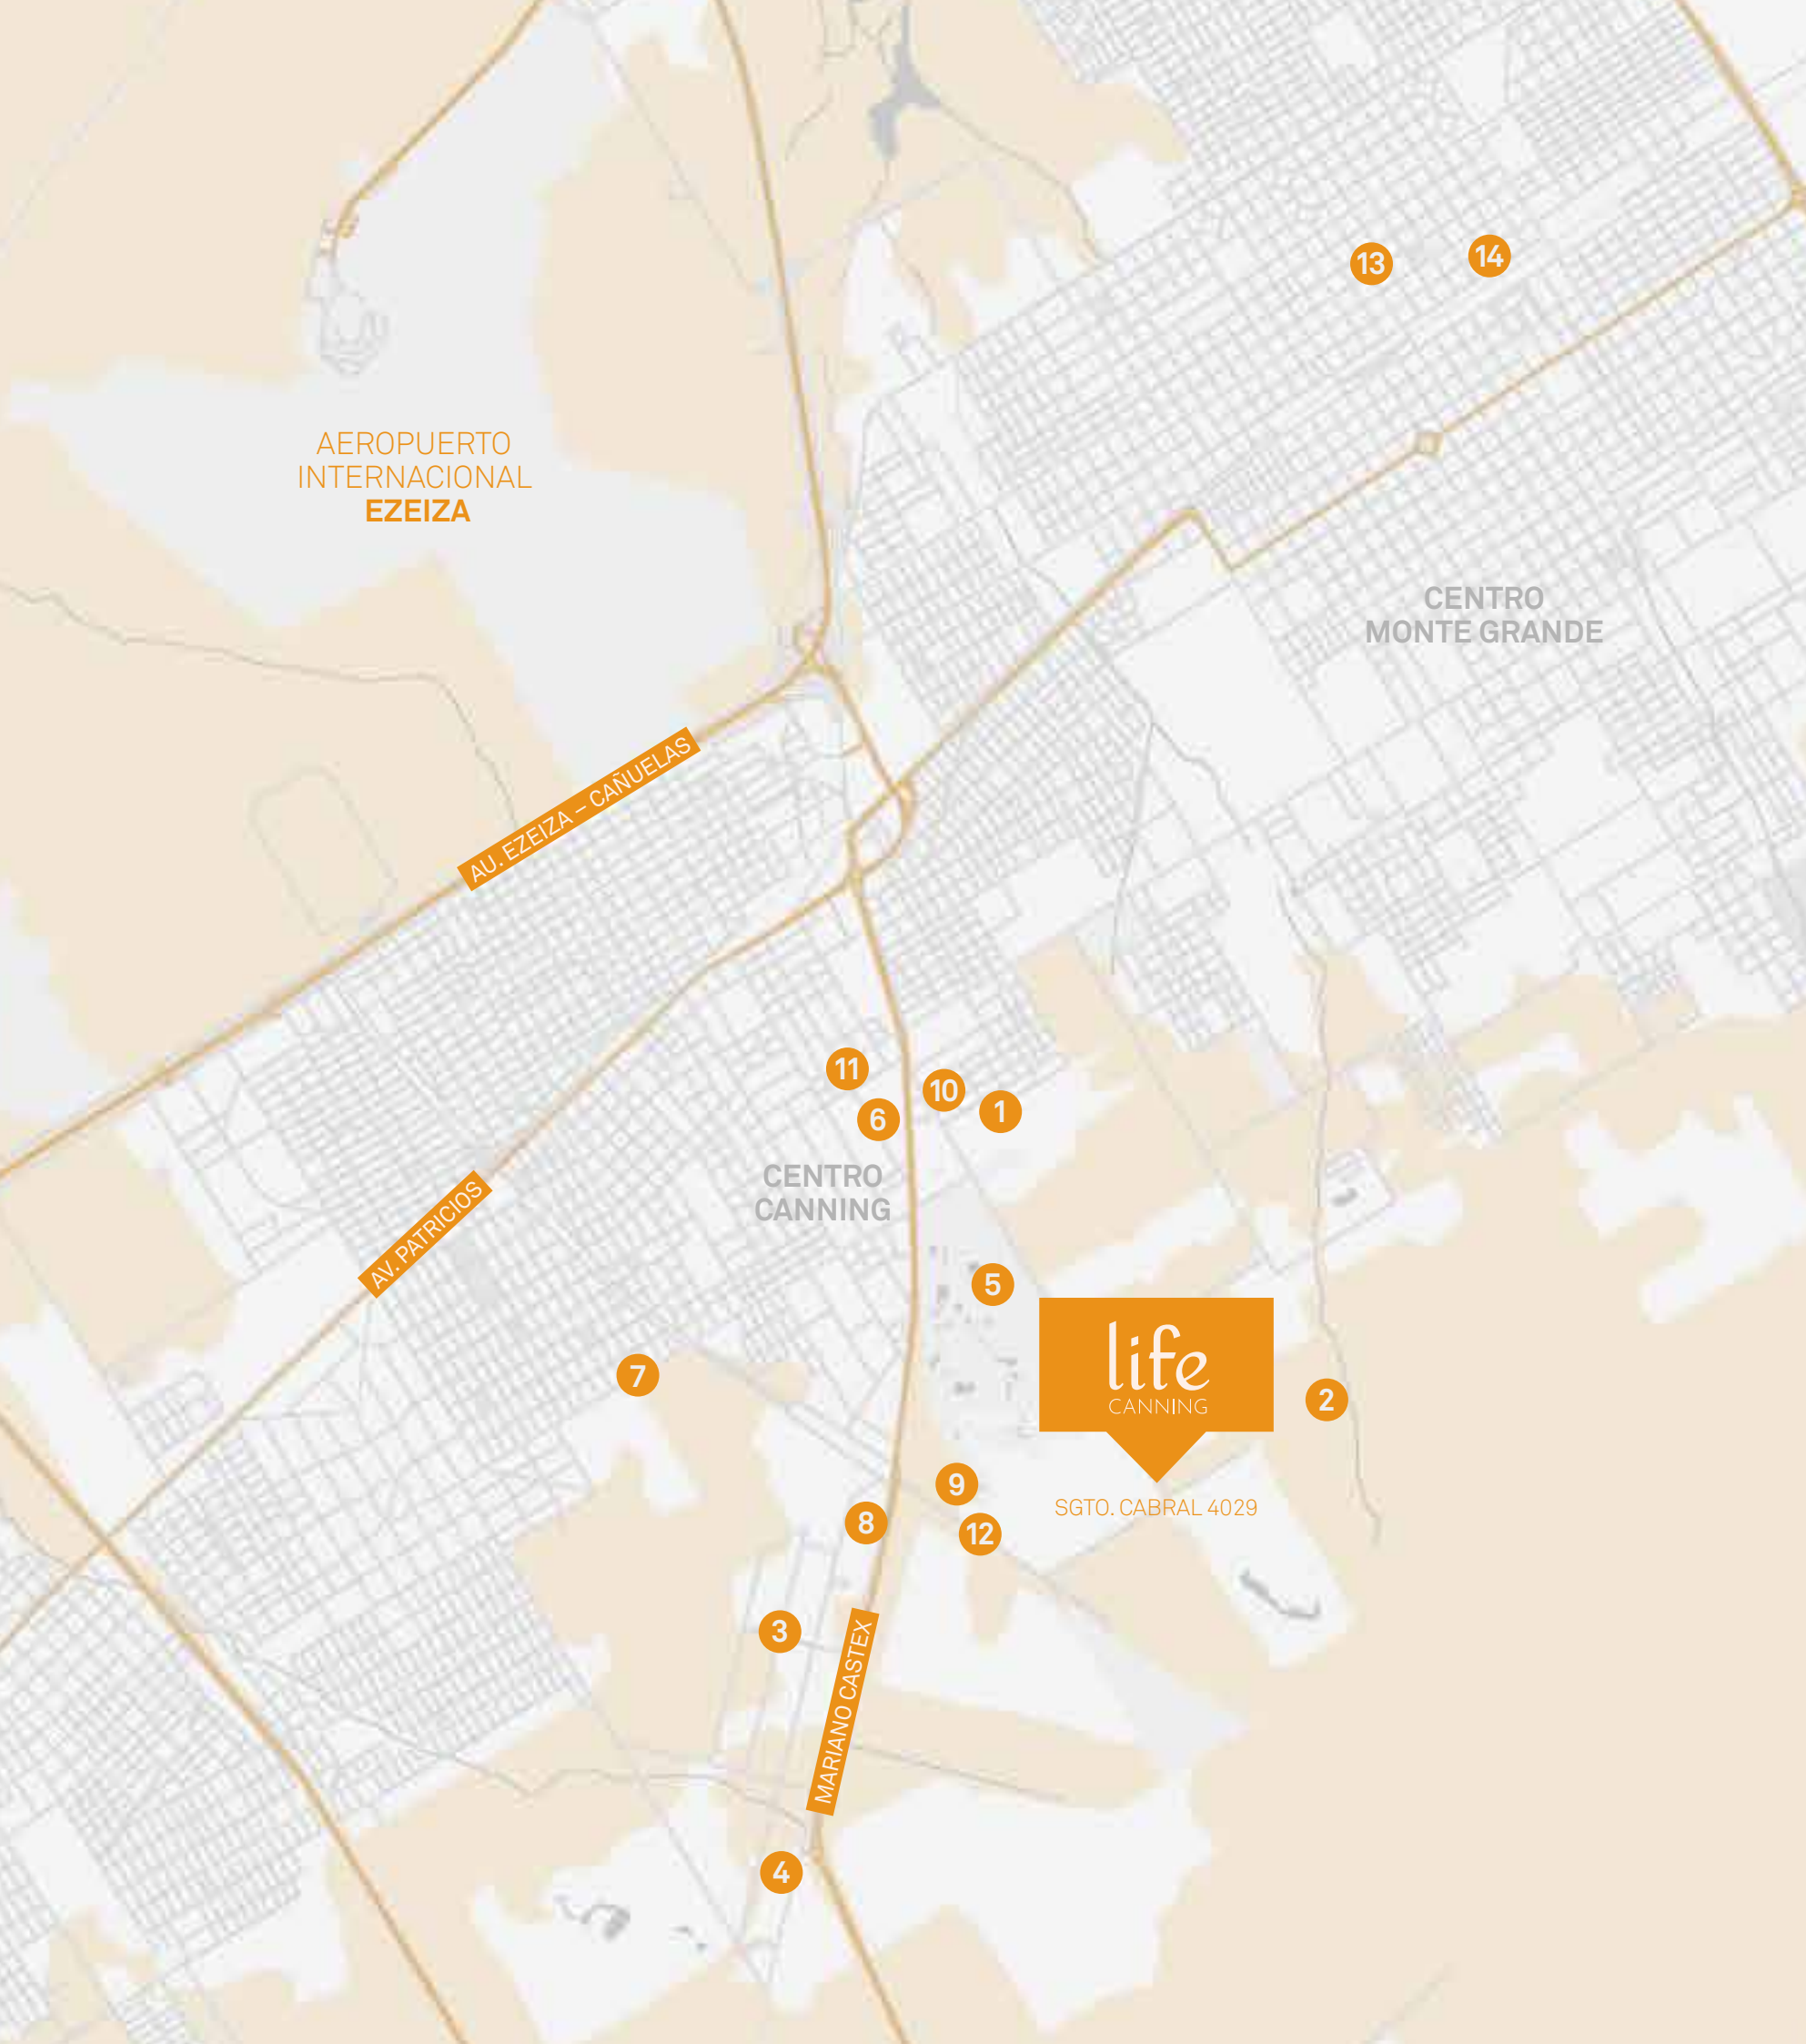 13
14
AEROPUERTO
INTERNACIONAL
EZEIZA
CENTRO
MONTE GRANDE
AU. EZEIZA – CAÑUELAS
11
10
1
6
CENTRO
CANNING
AV. PATRICIOS
5
life
CANNING
7
2
9
SGTO. CABRAL 4029
8
12
3
MARIANO CASTEX
4